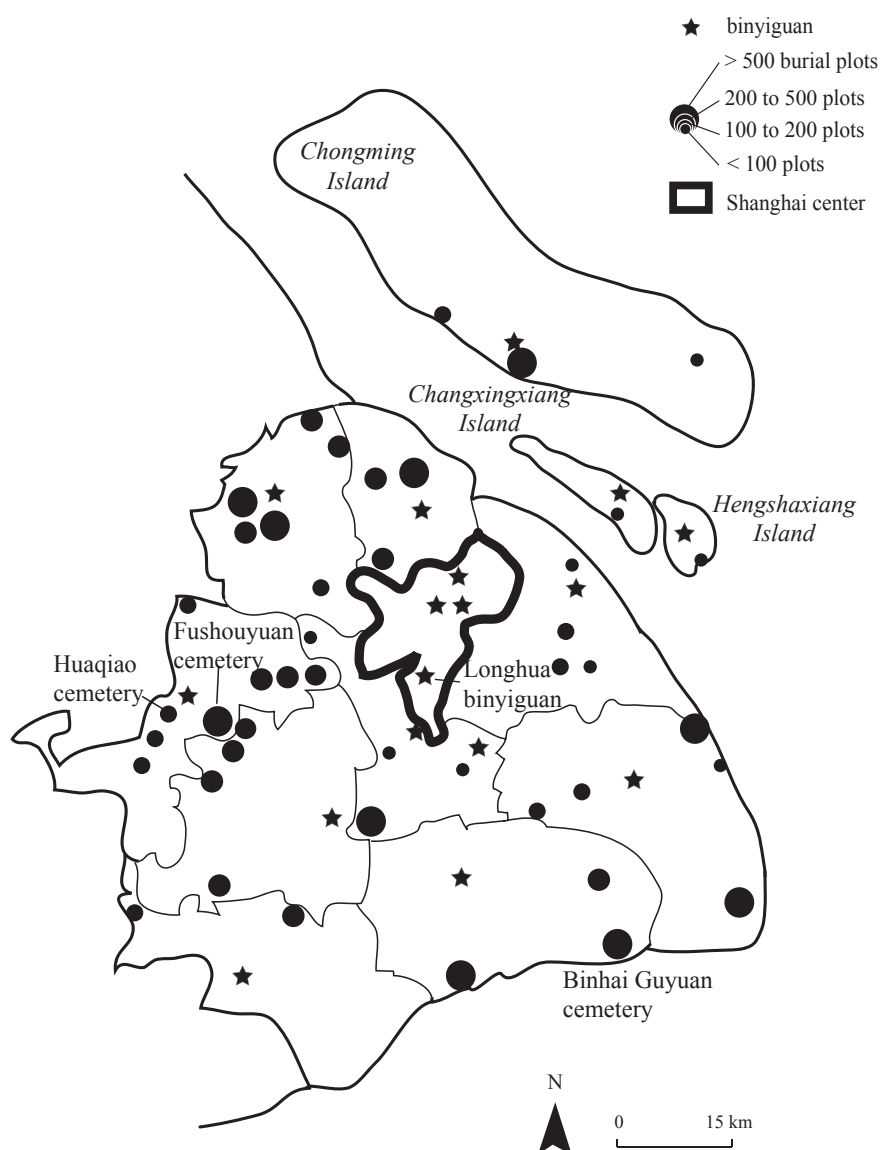 binyiguan
> 500 burial plots
200 to 500 plots
100 to 200 plots
< 100 plots
Shanghai center
Chongming
Island
Changxingxiang
Island
Hengshaxiang
Island
Fushouyuan
cemetery
Huaqiao
cemetery
Longhua
binyiguan
Binhai Guyuan
cemetery
N
0 15 km